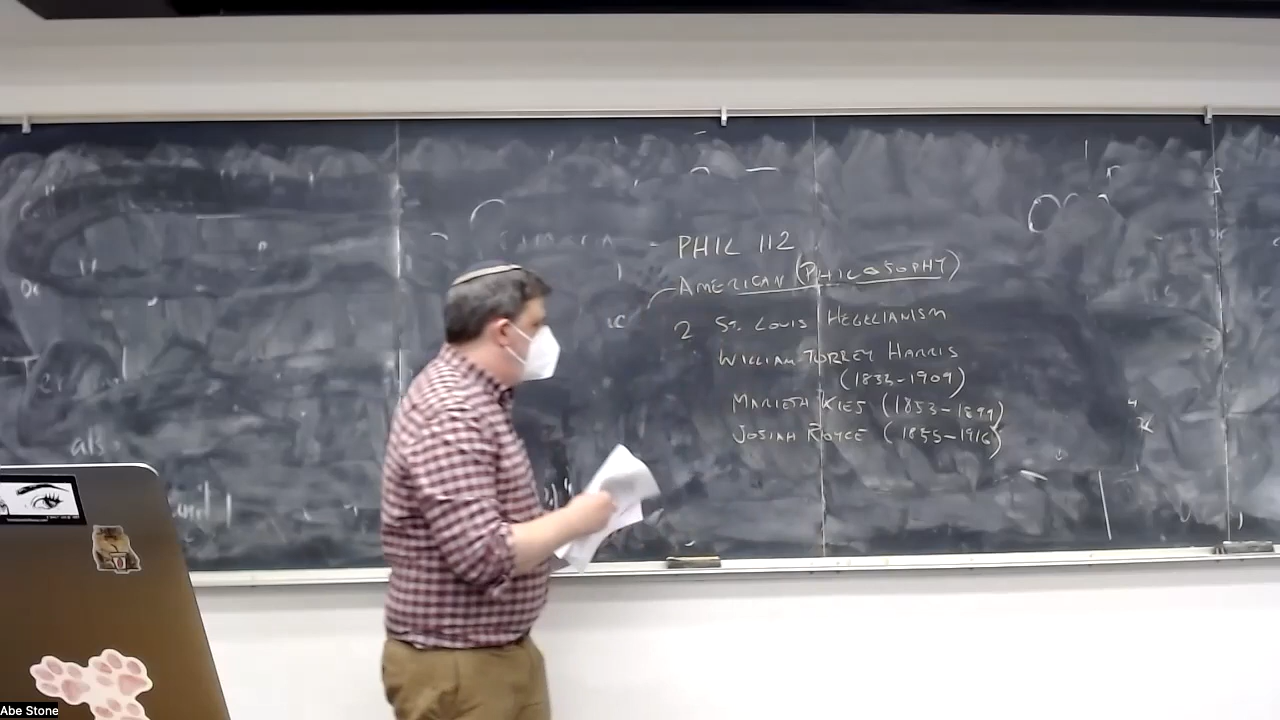 PHIL 112
AMERICAN (PHILOSOPHY)
2 ST. LOUIS HEGELIANISM
WILLIAM TORREY HARRIS
(1835-1909)
MARIETTA KIES (1853-1899)
JOSIAH ROYCE (1855-1916)
als
Abe Stone